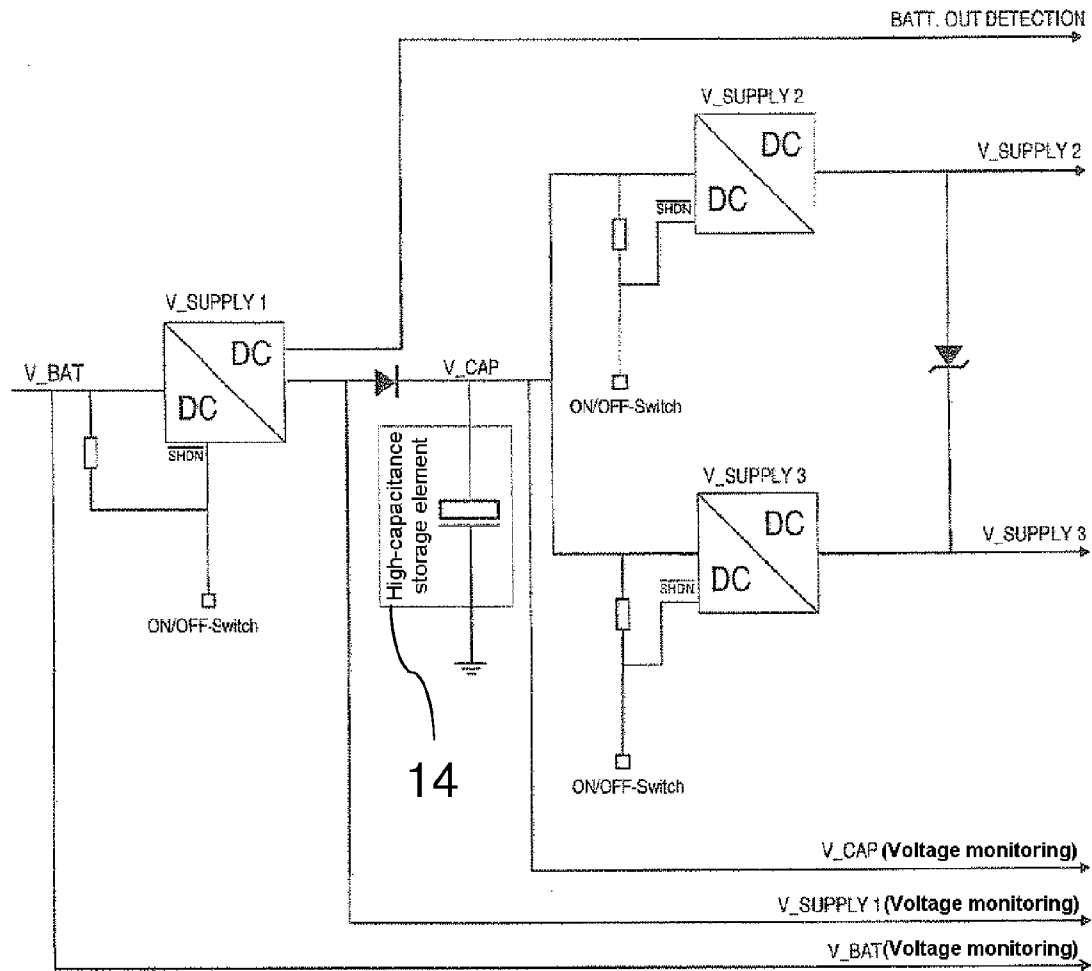 BATT. OUT DETECTION
V_SUPPLY 2
DC
DC
V_SUPPLY 2
SHDN
V_SUPPLY 1
DC
DC
V_BAT
V_CAP
ON/OFF-Switch
SHDN
High-capacitance
storage element
V_SUPPLY 3
DC
DC
V_SUPPLY 3
SHDN
ON/OFF-Switch
14
ON/OFF-Switch
V_CAP (Voltage monitoring)
V_SUPPLY 1 (Voltage monitoring)
V_BAT (Voltage monitoring)